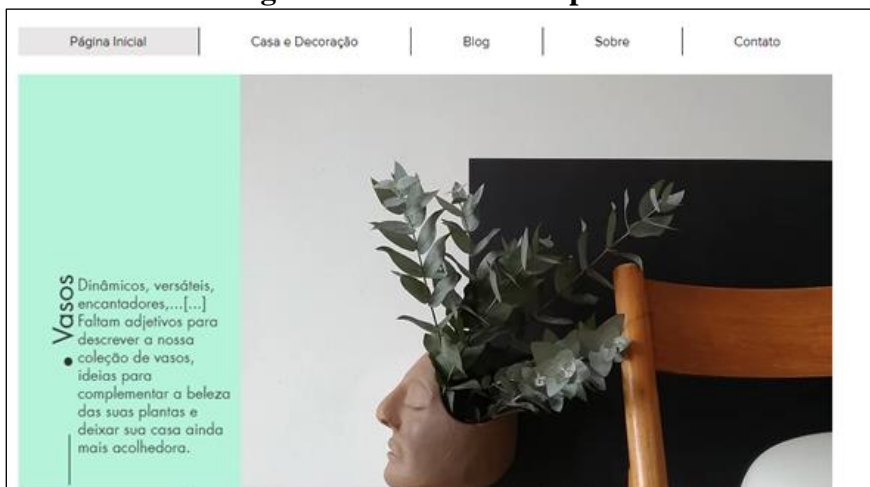 Página Inicial
Casa e Decoração
Blog
Sobre
Contato
Vasos
Dinâmicos, versáteis,
encantadores,...[...]
Faltam adjetivos para
descrever a nossa
coleção de vasos,
ideias para
complementar a beleza
das suas plantas e
deixar sua casa ainda
mais acolhedora.